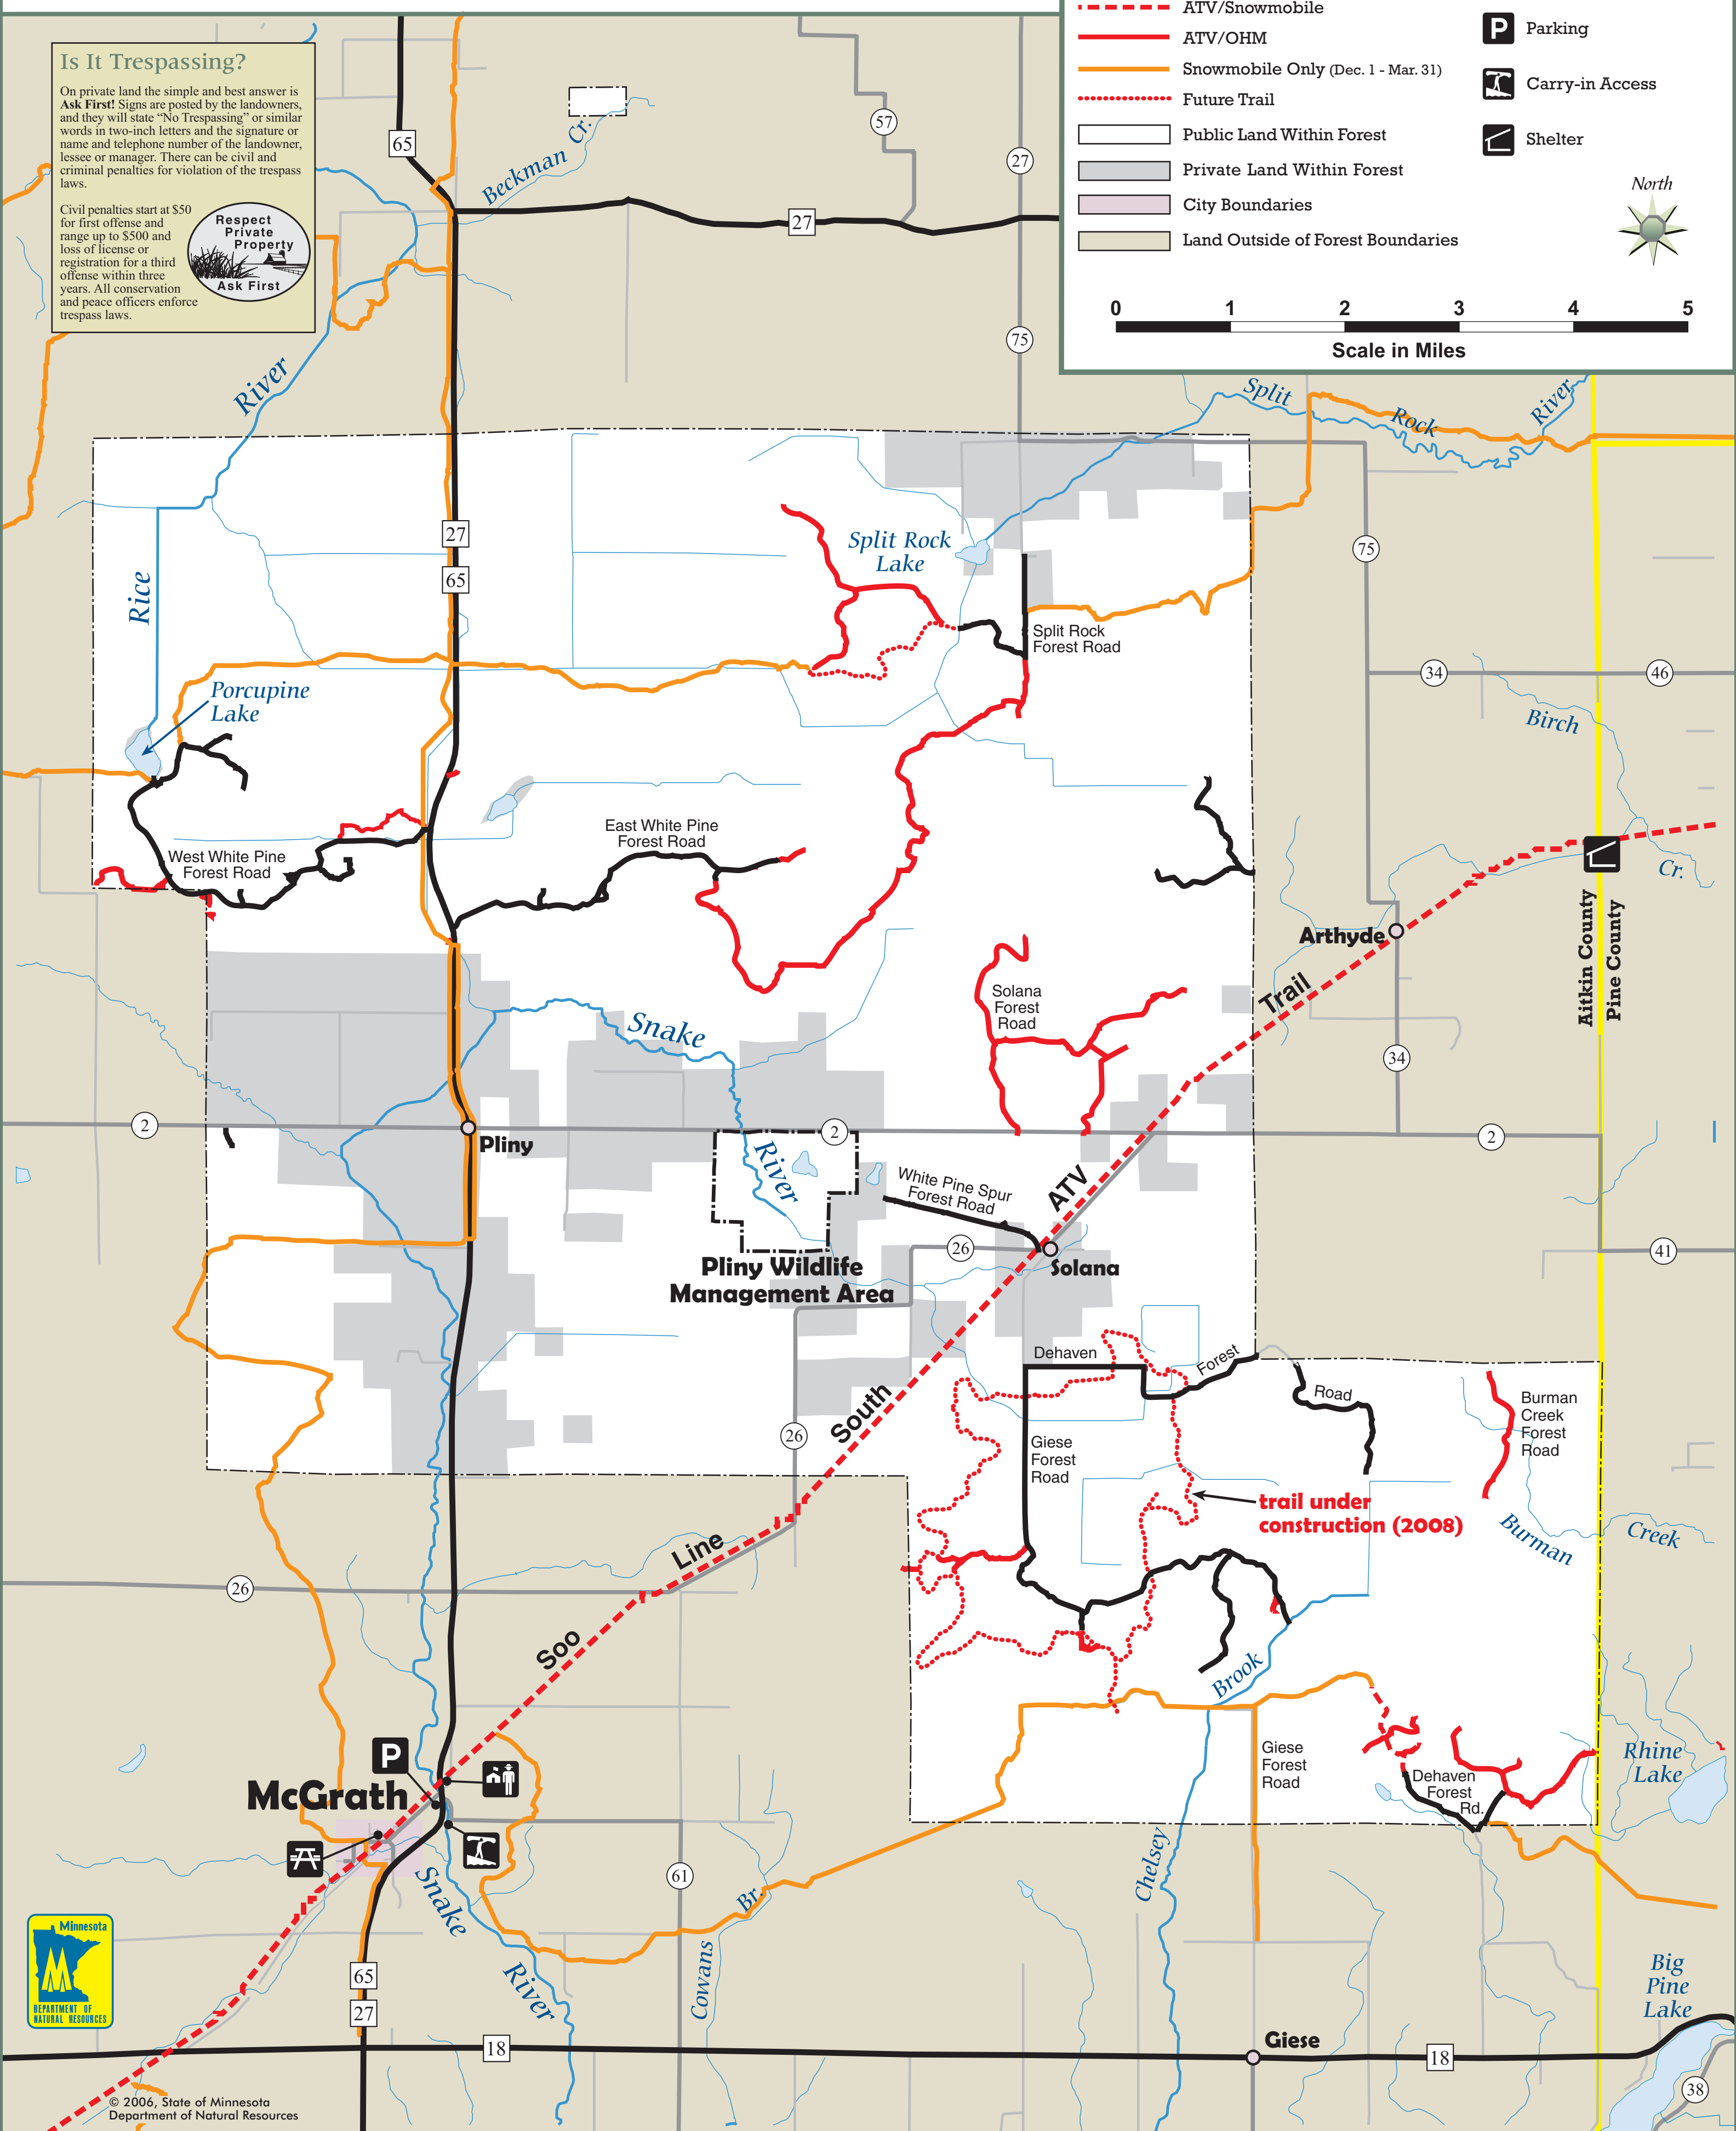 Is It Trespassing?
On private land the simple and best answer is
Ask First! Signs are posted by the landowners,
and they will state “No Trespassing” or similar
words in two-inch letters and the signature or
name and telephone number of the landowner,
lessee or manager. There can be civil and
criminal penalties for violation of the trespass
laws.
Civil penalties start at $50
for first offense and
range up to $500 and
loss of license or
registration for a third
offense within three
years. All conservation
and peace officers enforce
trespass laws.
Respect
Private
Property
Ask First
ATV/Snowmobile
ATV/OHM
Snowmobile Only (Dec. 1 - Mar. 31)
Future Trail
Public Land Within Forest
Private Land Within Forest
City Boundaries
Land Outside of Forest Boundaries
P
Parking
Carry-in Access
Shelter
North
0 1 2 3 4 5
Scale in Miles
65
57
27
Beckman Cr.
27
75
River
Split Rock River
27
65
Rice
Split Rock
Lake
75
Split Rock
Forest Road
34
46
Porcupine
Lake
Birch
Cr.
East White Pine
Forest Road
West White Pine
Forest Road
Arthyde
Aitkin County
Pine County
Trail
Solana
Forest
Road
Snake
34
2
2
2
Pliny
River
White Pine Spur
Forest Road
ATV
26
Solana
41
Pliny Wildlife
Management Area
Dehaven
Forest
Road
Burman
Creek
Forest
Road
26
South
Giese
Forest
Road
trail under
construction (2008)
Burman
Creek
Line
26
Soo
Brook
P
McGrath
Giese
Forest
Road
Dehaven
Forest
Rd.
Rhine
Lake
61
Snake
Br.
Chelsey
Cowans
River
Minnesota
DEPARTMENT OF
NATURAL RESOURCES
65
27
Big
Pine
Lake
18
Giese
18
38
© 2006, State of Minnesota
Department of Natural Resources